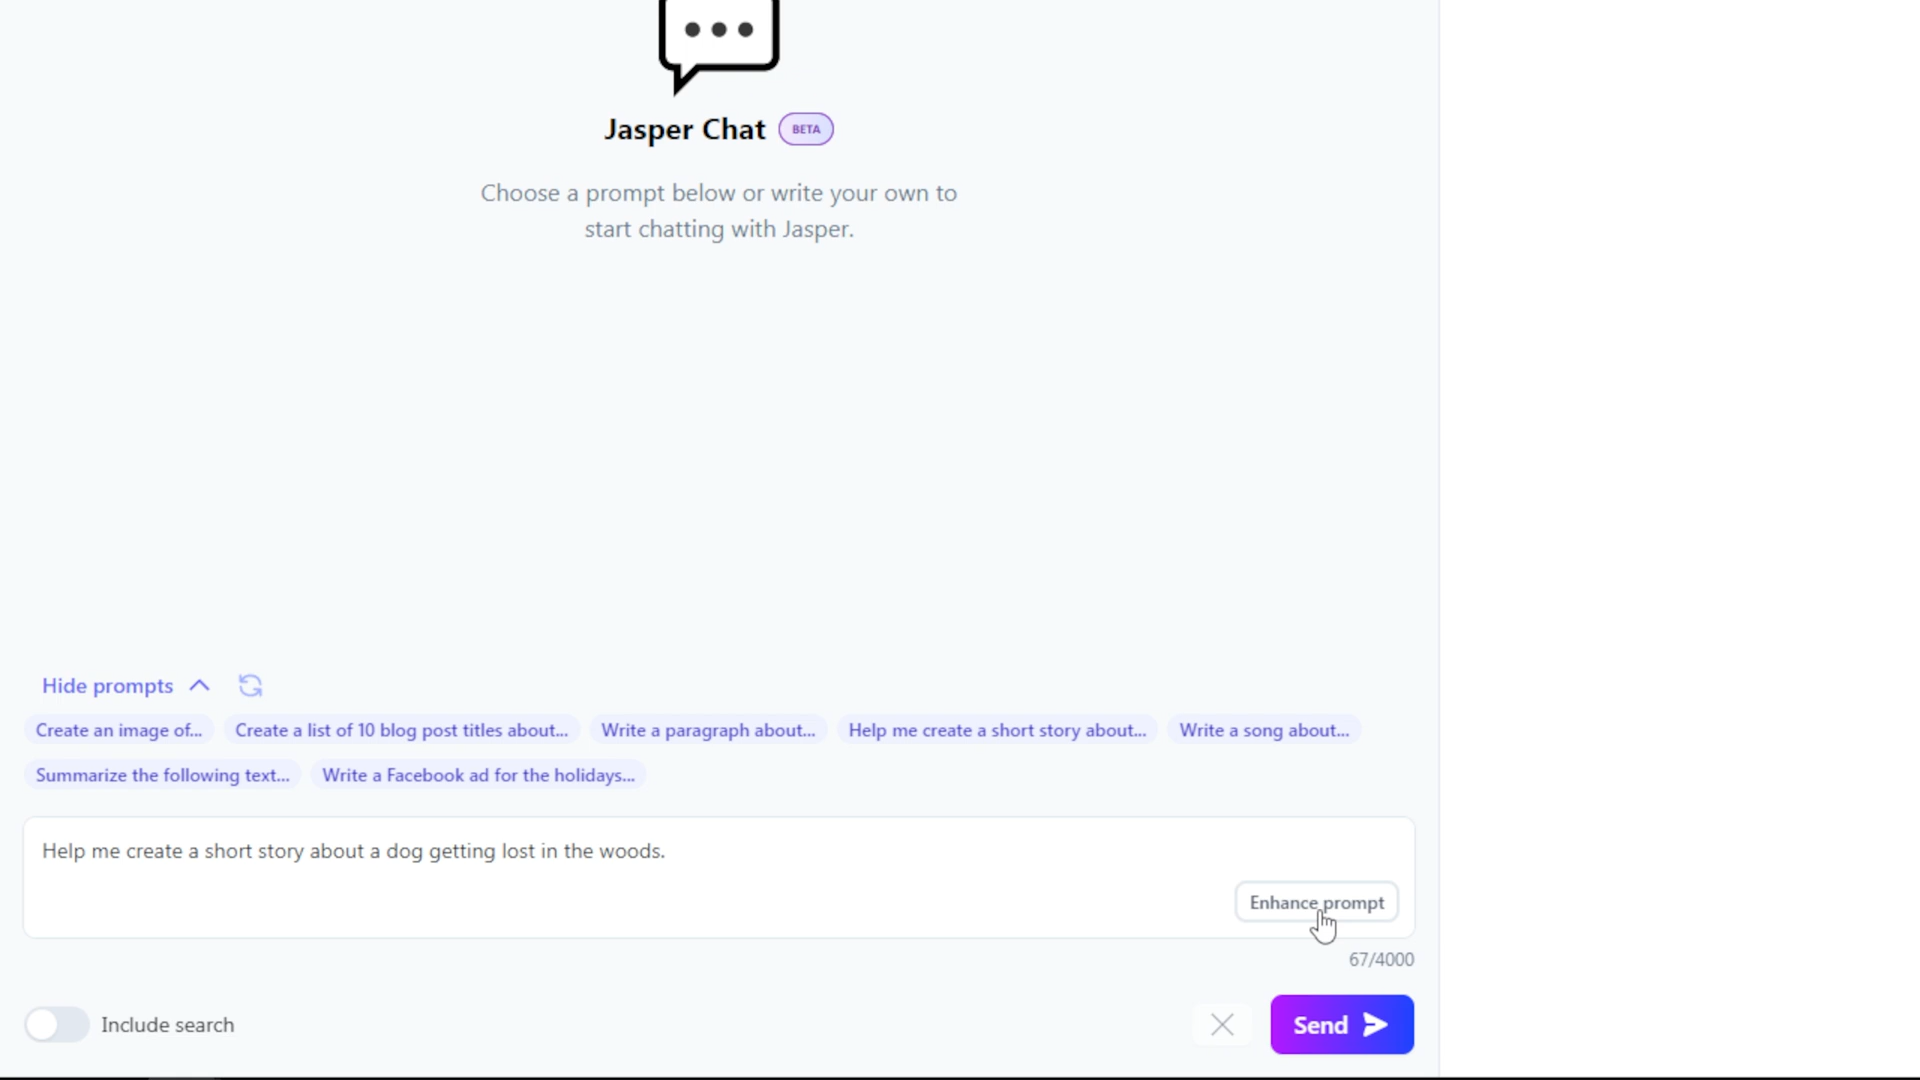 Jasper Chat BETA
Choose a prompt below or write your own to
start chatting with Jasper.
Hide prompts
Create an image of... Create a list of 10 blog post titles about... Write a paragraph about... Help me create a short story about... Write a song about...
Summarize the following text... Write a Facebook ad for the holidays...
Help me create a short story about a dog getting lost in the woods.
Enhance prompt
67/4000
Include search
Send